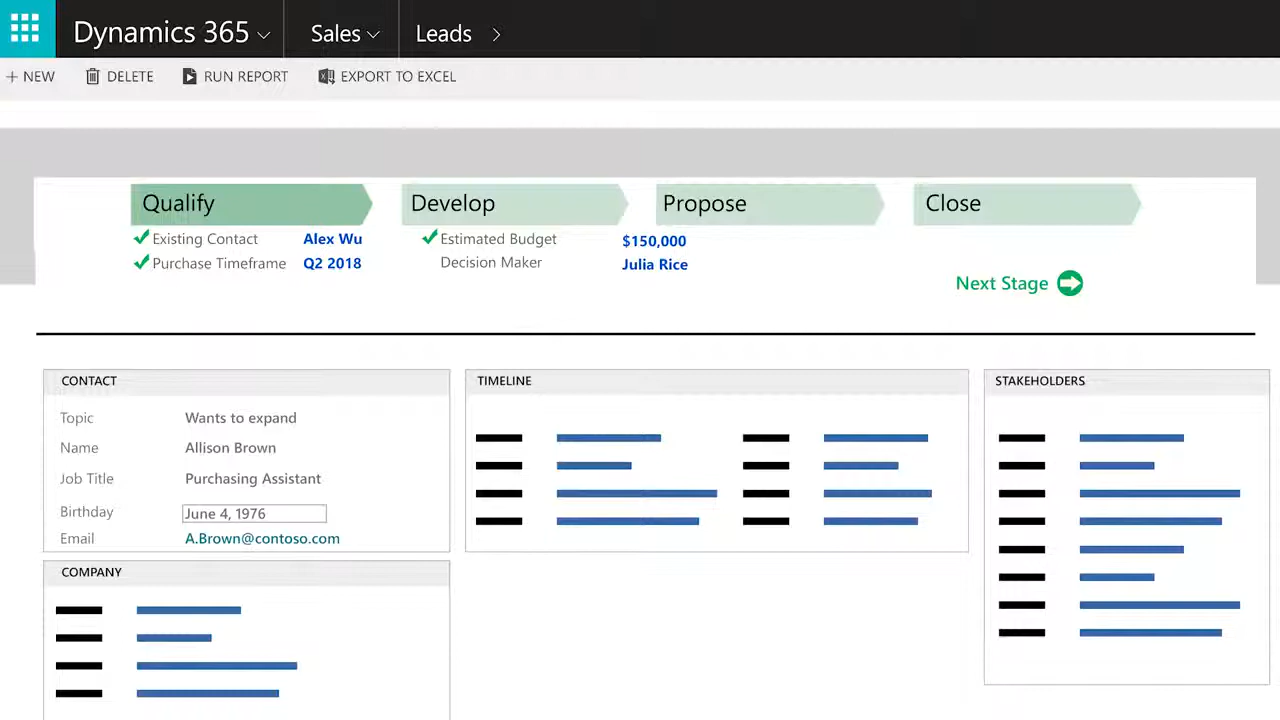 Dynamics 365 Sales Leads
NEW DELETE RUN REPORT EXPORT TO EXCEL
Qualify Develop Propose Close
Existing Contact Alex Wu Estimated Budget $150,000
Purchase Timeframe Q2 2018 Decision Maker Julia Rice
Next Stage
CONTACT
Topic Wants to expand
Name Allison Brown
Job Title Purchasing Assistant
Birthday June 4, 1976
Email A.Brown@contoso.com
COMPANY
TIMELINE
STAKEHOLDERS